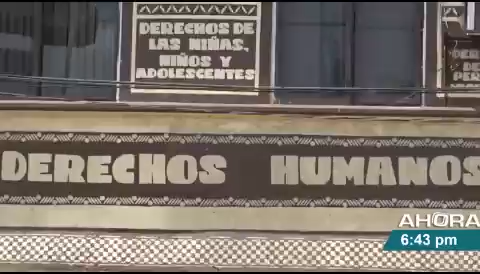 DERECHOS DE
LAS NIÑAS,
NIÑOS Y
ADOLESCENTES
DERECHOS HUMANOS
AHORA
6:43 pm